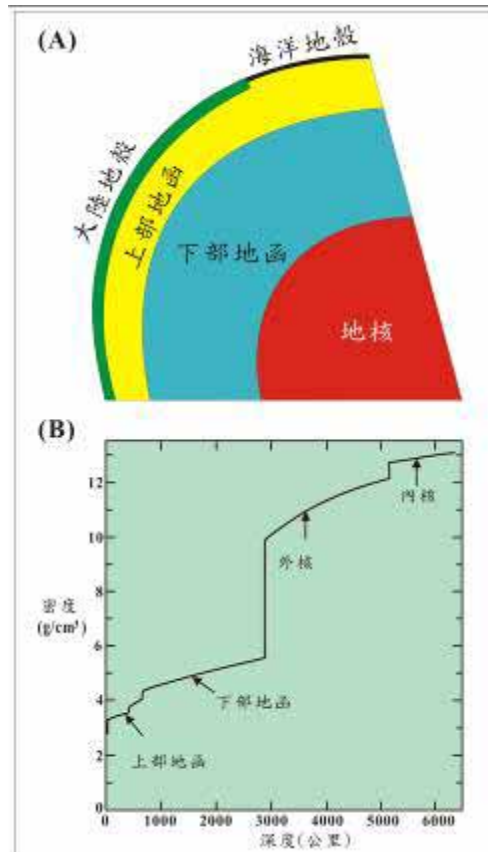 (A)
海洋地殼
大陸地殼
上部地函
下部地函
地核
(B)
12
10
8
6
4
2
0
密度
(g/cm³)
內核
外核
下部地函
上部地函
0 1000 2000 3000 4000 5000 6000
深度(公里)